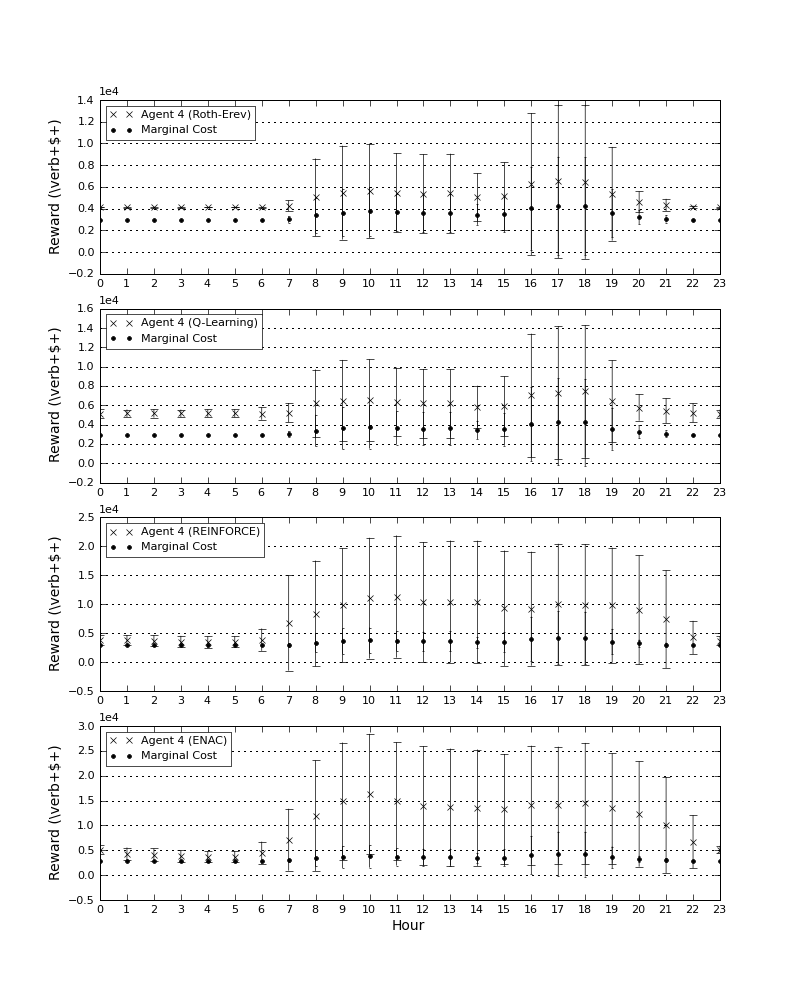 1e4
1.4
Agent 4 (Roth-Erev)
Marginal Cost
1.2
1.0
0.8
0.6
0.4
0.2
0.0
−0.2
Reward (\\verb+$+)
0 1 2 3 4 5 6 7 8 9 10 11 12 13 14 15 16 17 18 19 20 21 22 23
1e4
1.6
Agent 4 (Q-Learning)
Marginal Cost
1.4
1.2
1.0
0.8
0.6
0.4
0.2
0.0
−0.2
Reward (\\verb+$+)
0 1 2 3 4 5 6 7 8 9 10 11 12 13 14 15 16 17 18 19 20 21 22 23
1e4
2.5
Agent 4 (REINFORCE)
Marginal Cost
2.0
1.5
1.0
0.5
0.0
−0.5
Reward (\\verb+$+)
0 1 2 3 4 5 6 7 8 9 10 11 12 13 14 15 16 17 18 19 20 21 22 23
1e4
3.0
Agent 4 (ENAC)
Marginal Cost
2.5
2.0
1.5
1.0
0.5
0.0
−0.5
Reward (\\verb+$+)
0 1 2 3 4 5 6 7 8 9 10 11 12 13 14 15 16 17 18 19 20 21 22 23
Hour